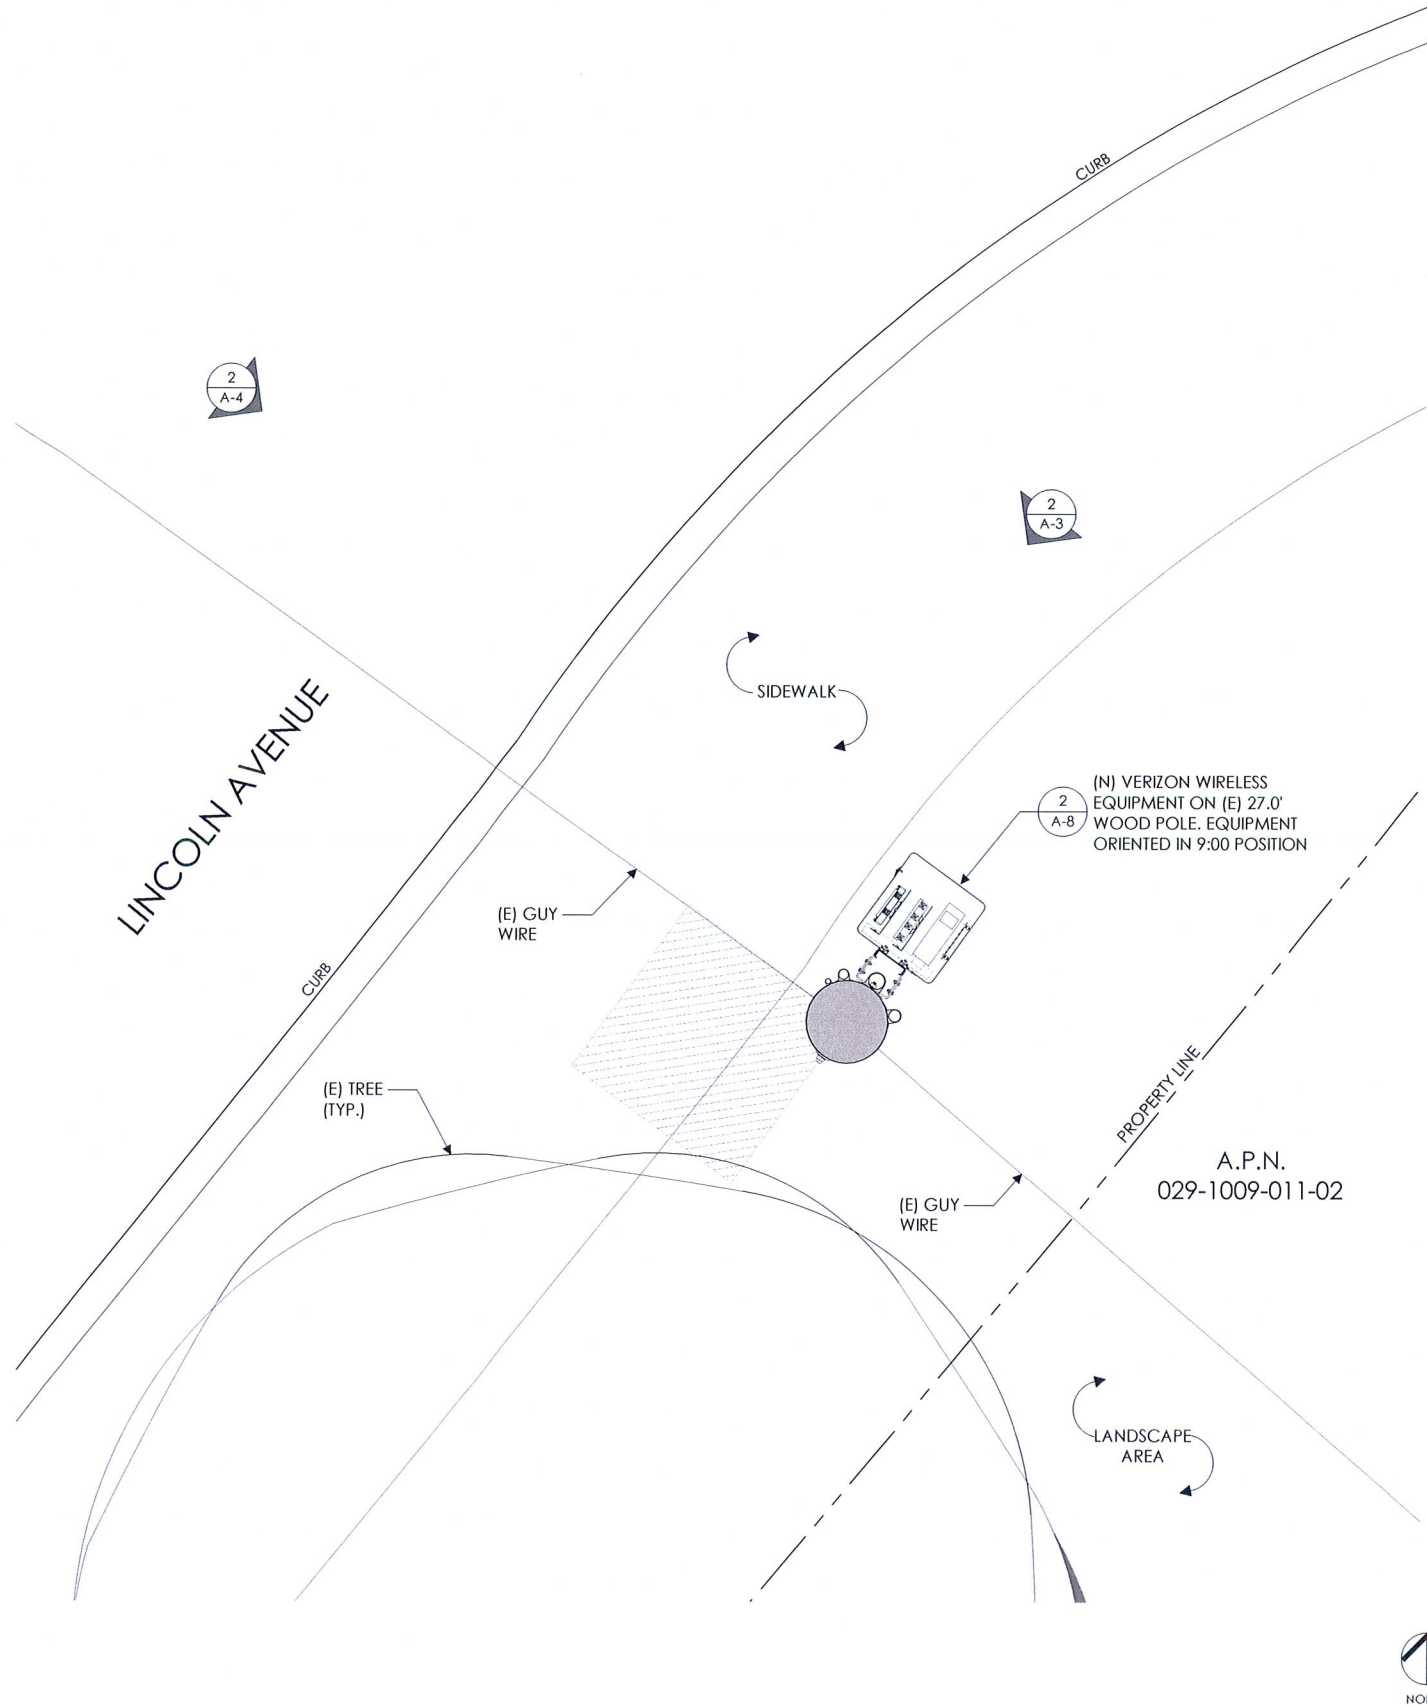 CURB
2
A-4
2
A-3
SIDEWALK
LINCOLN AVENUE
(N) VERIZON WIRELESS
2
EQUIPMENT ON (E) 27.0'
A-8
WOOD POLE. EQUIPMENT
ORIENTED IN 9:00 POSITION
(E) GUY
WIRE
CURB
(E) TREE
(TYP.)
PROPERTY LINE
A.P.N.
029-1009-011-02
(E) GUY
WIRE
LANDSCAPE
AREA
NO